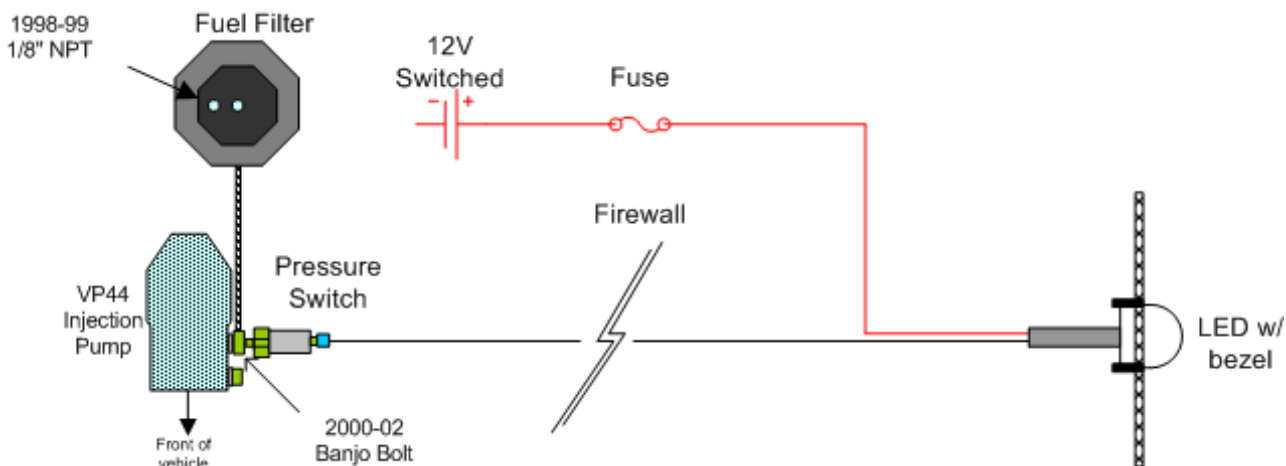 1998-99
1/8" NPT
Fuel Filter
12V
Switched
- +
Fuse
Firewall
Pressure
Switch
VP44
Injection
Pump
LED w/
bezel
2000-02
Banjo Bolt
Front of
vehicle